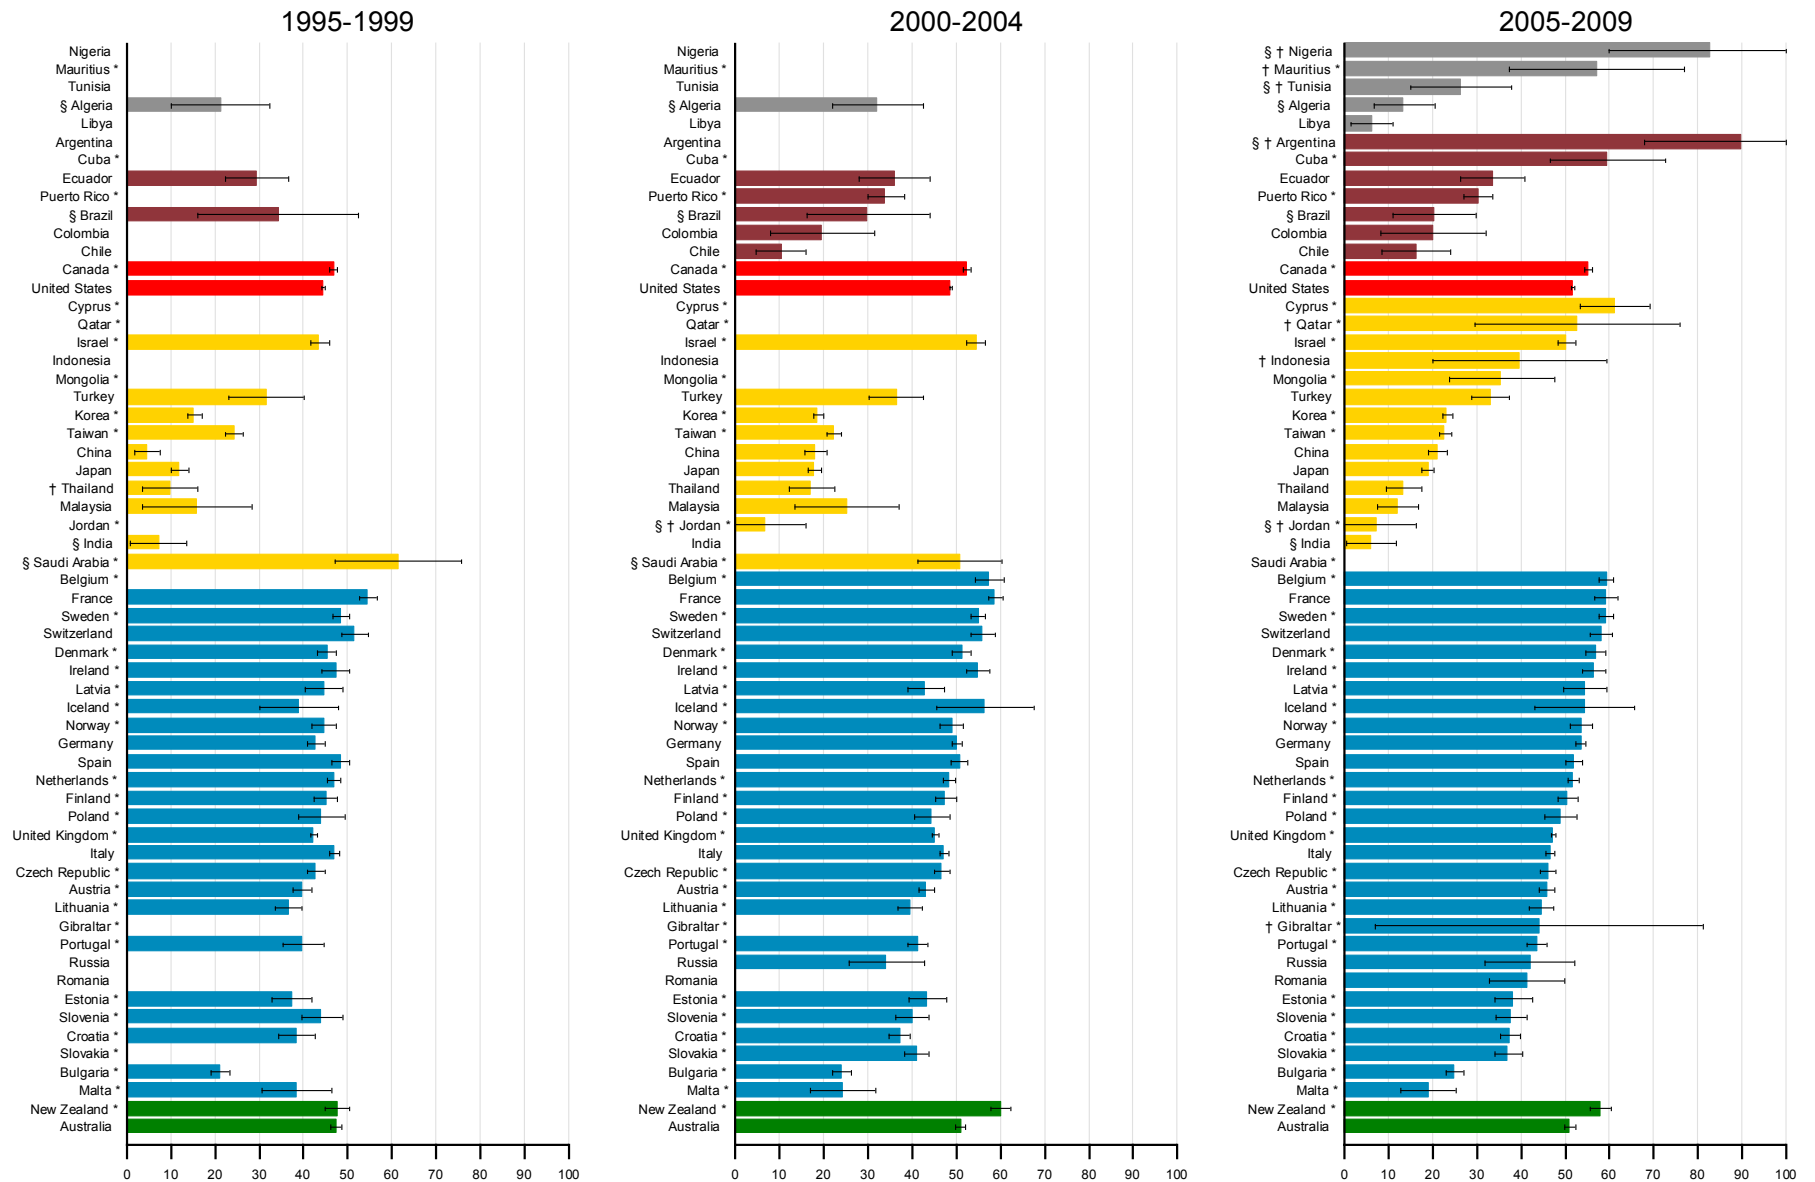 1995-1999
Nigeria
Mauritius *
Tunisia
§ Algeria
Libya
Argentina
Cuba *
Ecuador
Puerto Rico *
§ Brazil
Colombia
Chile
Canada *
United States
Cyprus *
Qatar *
Israel *
Indonesia
Mongolia *
Turkey
Korea *
Taiwan *
China
Japan
† Thailand
Malaysia
Jordan *
§ India
§ Saudi Arabia *
Belgium *
France
Sweden *
Switzerland
Denmark *
Ireland *
Latvia *
Iceland *
Norway *
Germany
Spain
Netherlands *
Finland *
Poland *
United Kingdom *
Italy
Czech Republic *
Austria *
Lithuania *
Gibraltar *
Portugal *
Russia
Romania
Estonia *
Slovenia *
Croatia *
Slovakia *
Bulgaria *
Malta *
New Zealand *
Australia
0 10 20 30 40 50 60 70 80 90 100
2000-2004
Nigeria
Mauritius *
Tunisia
§ Algeria
Libya
Argentina
Cuba *
Ecuador
Puerto Rico *
§ Brazil
Colombia
Chile
Canada *
United States
Cyprus *
Qatar *
Israel *
Indonesia
Mongolia *
Turkey
Korea *
Taiwan *
China
Japan
Thailand
Malaysia
§ † Jordan *
India
§ Saudi Arabia *
Belgium *
France
Sweden *
Switzerland
Denmark *
Ireland *
Latvia *
Iceland *
Norway *
Germany
Spain
Netherlands *
Finland *
Poland *
United Kingdom *
Italy
Czech Republic *
Austria *
Lithuania *
Gibraltar *
Portugal *
Russia
Romania
Estonia *
Slovenia *
Croatia *
Slovakia *
Bulgaria *
Malta *
New Zealand *
Australia
0 10 20 30 40 50 60 70 80 90 100
2005-2009
§ † Nigeria
† Mauritius *
§ † Tunisia
§ Algeria
Libya
§ † Argentina
Cuba *
Ecuador
Puerto Rico *
§ Brazil
Colombia
Chile
Canada *
United States
Cyprus *
† Qatar *
Israel *
† Indonesia
Mongolia *
Turkey
Korea *
Taiwan *
China
Japan
Thailand
Malaysia
§ † Jordan *
§ India
Saudi Arabia *
Belgium *
France
Sweden *
Switzerland
Denmark *
Ireland *
Latvia *
Iceland *
Norway *
Germany
Spain
Netherlands *
Finland *
Poland *
United Kingdom *
Italy
Czech Republic *
Austria *
Lithuania *
† Gibraltar *
Portugal *
Russia
Romania
Estonia *
Slovenia *
Croatia *
Slovakia *
Bulgaria *
Malta *
New Zealand *
Australia
0 10 20 30 40 50 60 70 80 90 100